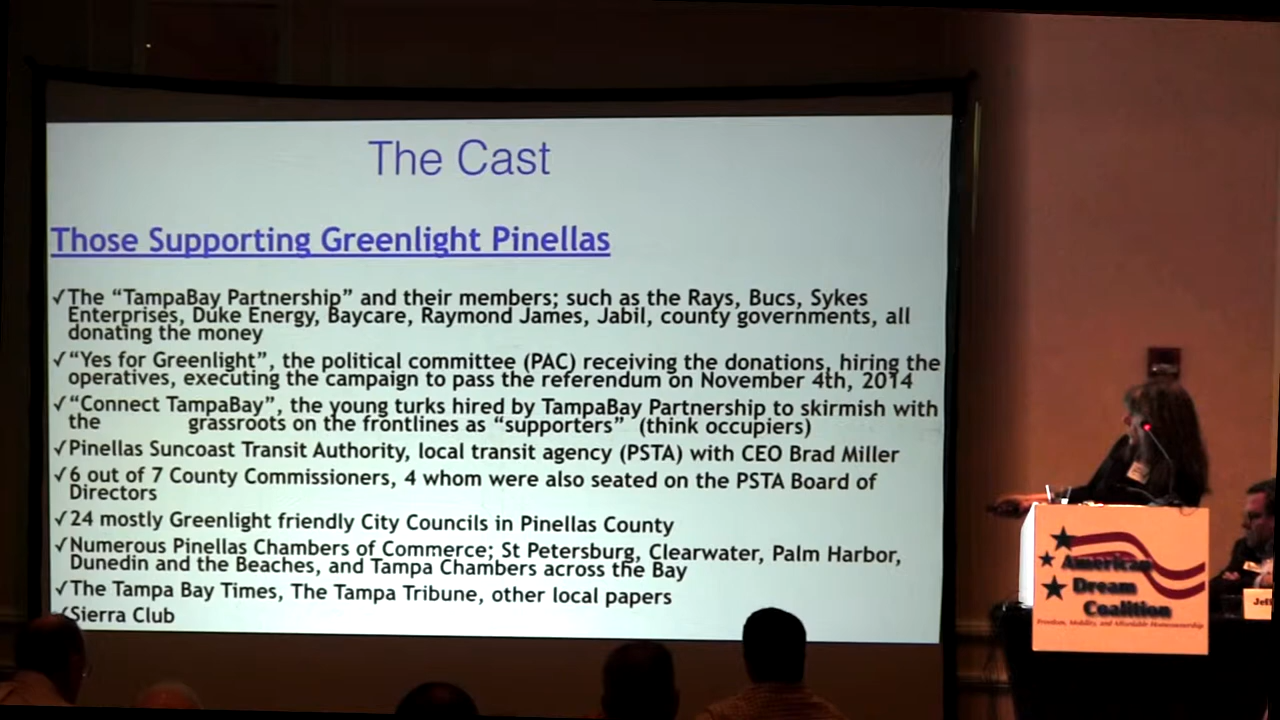 The Cast
Those Supporting Greenlight Pinellas
✓The “TampaBay Partnership” and their members; such as the Rays, Bucs, Sykes
Enterprises, Duke Energy, Baycare, Raymond James, Jabil, county governments, all
donating the money
✓“Yes for Greenlight”, the political committee (PAC) receiving the donations, hiring the
operatives, executing the campaign to pass the referendum on November 4th, 2014
✓“Connect TampaBay”, the young turks hired by TampaBay Partnership to skirmish with
the grassroots on the frontlines as “supporters” (think occupiers)
✓Pinellas Suncoast Transit Authority, local transit agency (PSTA) with CEO Brad Miller
✓6 out of 7 County Commissioners, 4 whom were also seated on the PSTA Board of
Directors
✓24 mostly Greenlight friendly City Councils in Pinellas County
✓Numerous Pinellas Chambers of Commerce; St Petersburg, Clearwater, Palm Harbor,
Dunedin and the Beaches, and Tampa Chambers across the Bay
✓The Tampa Bay Times, The Tampa Tribune, other local papers
✓Sierra Club
American
Dream
Coalition
Freedom, Mobility, and Affordable Homeownership